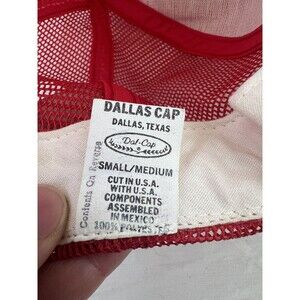 DALLAS CAP
DALLAS, TEXAS
Dal-Cap
SMALL/MEDIUM
CUT IN U.S.A.
WITH U.S.A.
COMPONENTS
ASSEMBLED
IN MEXICO
100% POLYESTER
Contents On Reverse